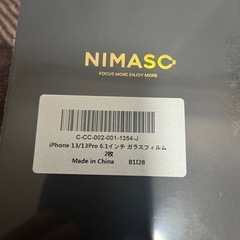 NIMASO
FOCUS MORE ENJOY MORE
C-CC-002-001-1354-J
iPhone 13/13Pro 6.1インチ ガラスフィルム
2枚
Made in China B1I28